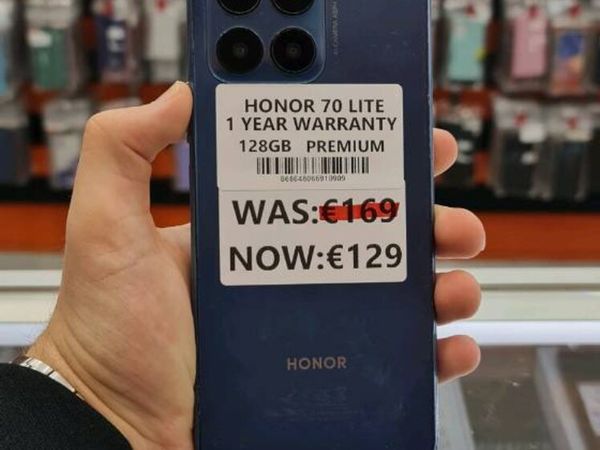 HONOR 70 LITE
1 YEAR WARRANTY
128GB PREMIUM
WAS:€169
NOW:€129
HONOR